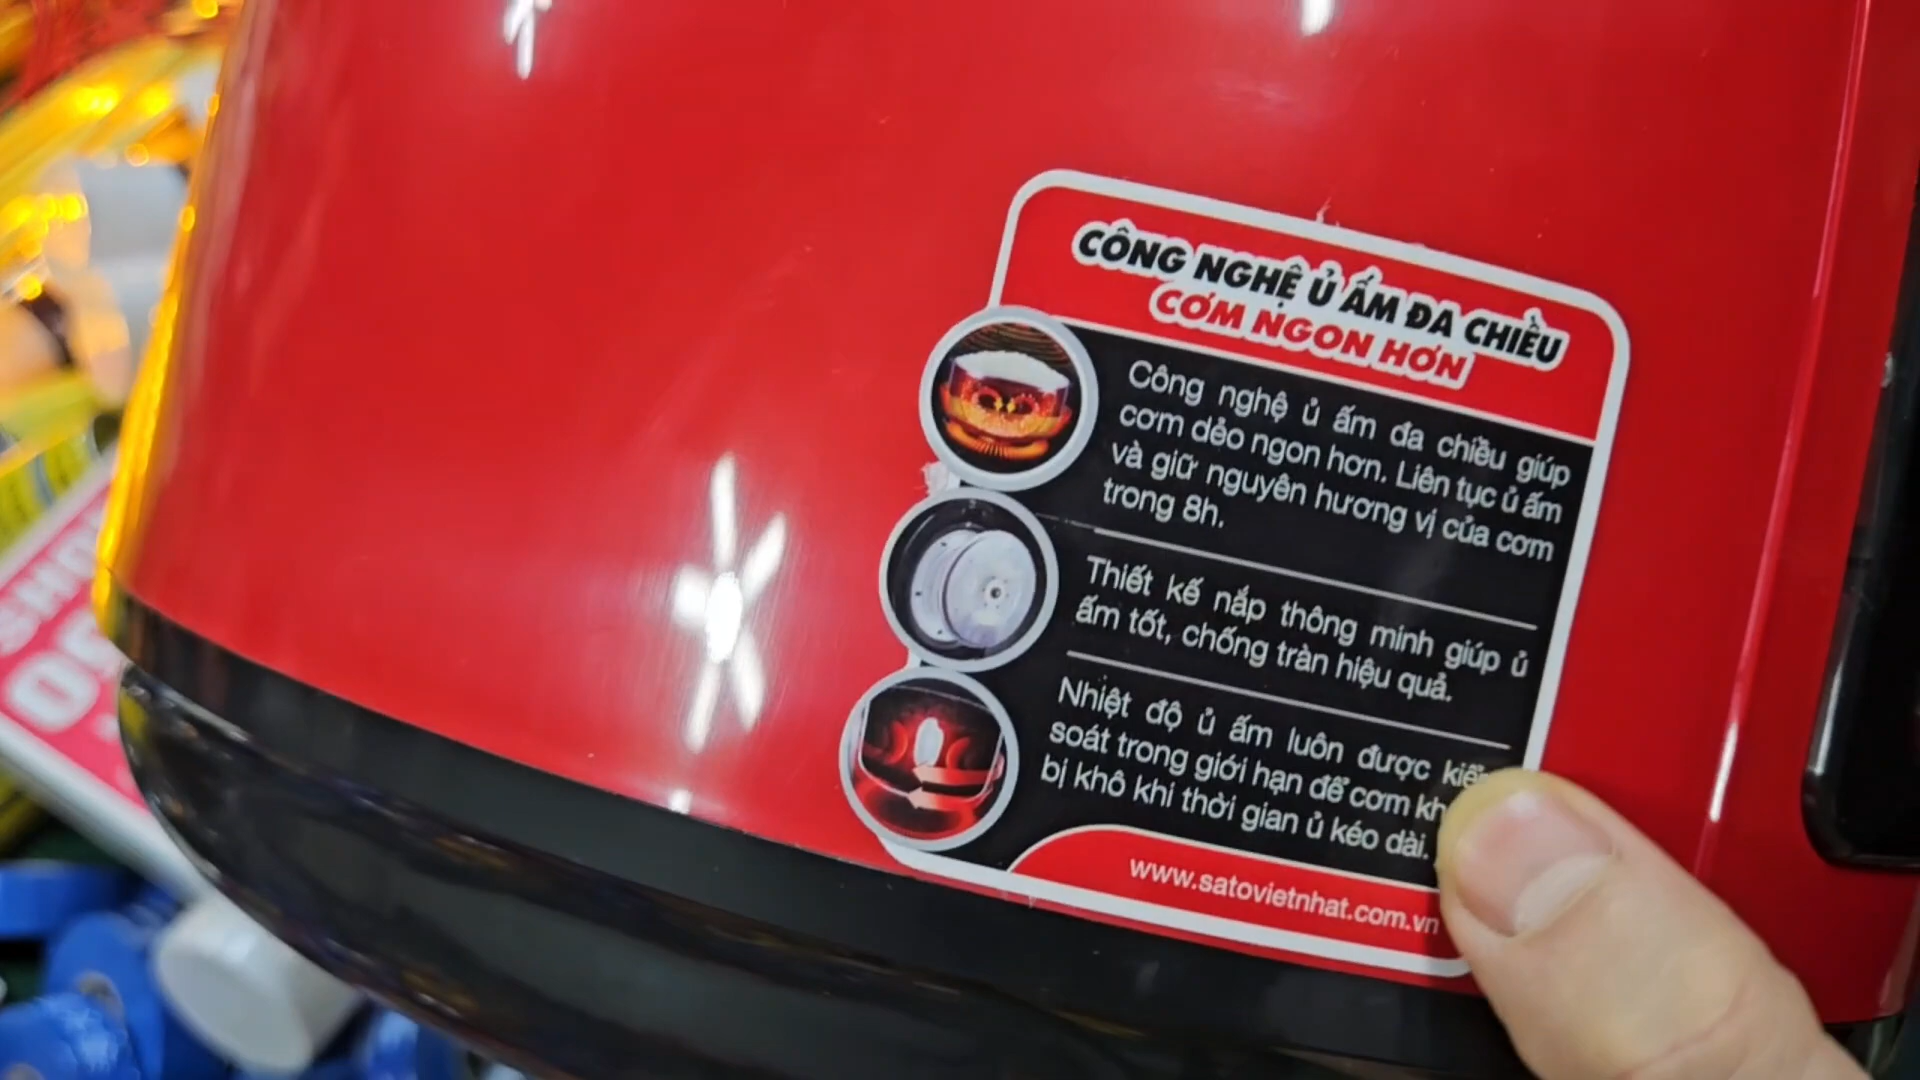 CÔNG NGHỆ Ủ ẤM ĐA CHIỀU
CƠM NGON HƠN
Công nghệ ủ ấm đa chiều giúp
cơm dẻo ngon hơn. Liên tục ủ ấm
và giữ nguyên hương vị của cơm
trong 8h.
Thiết kế nắp thông minh giúp ủ
ấm tốt, chống tràn hiệu quả.
Nhiệt độ ủ ấm luôn được
soát trong giới hạn để cơm
bị khô khi thời gian ủ kéo dài.
www.satovietnhat.com.vn